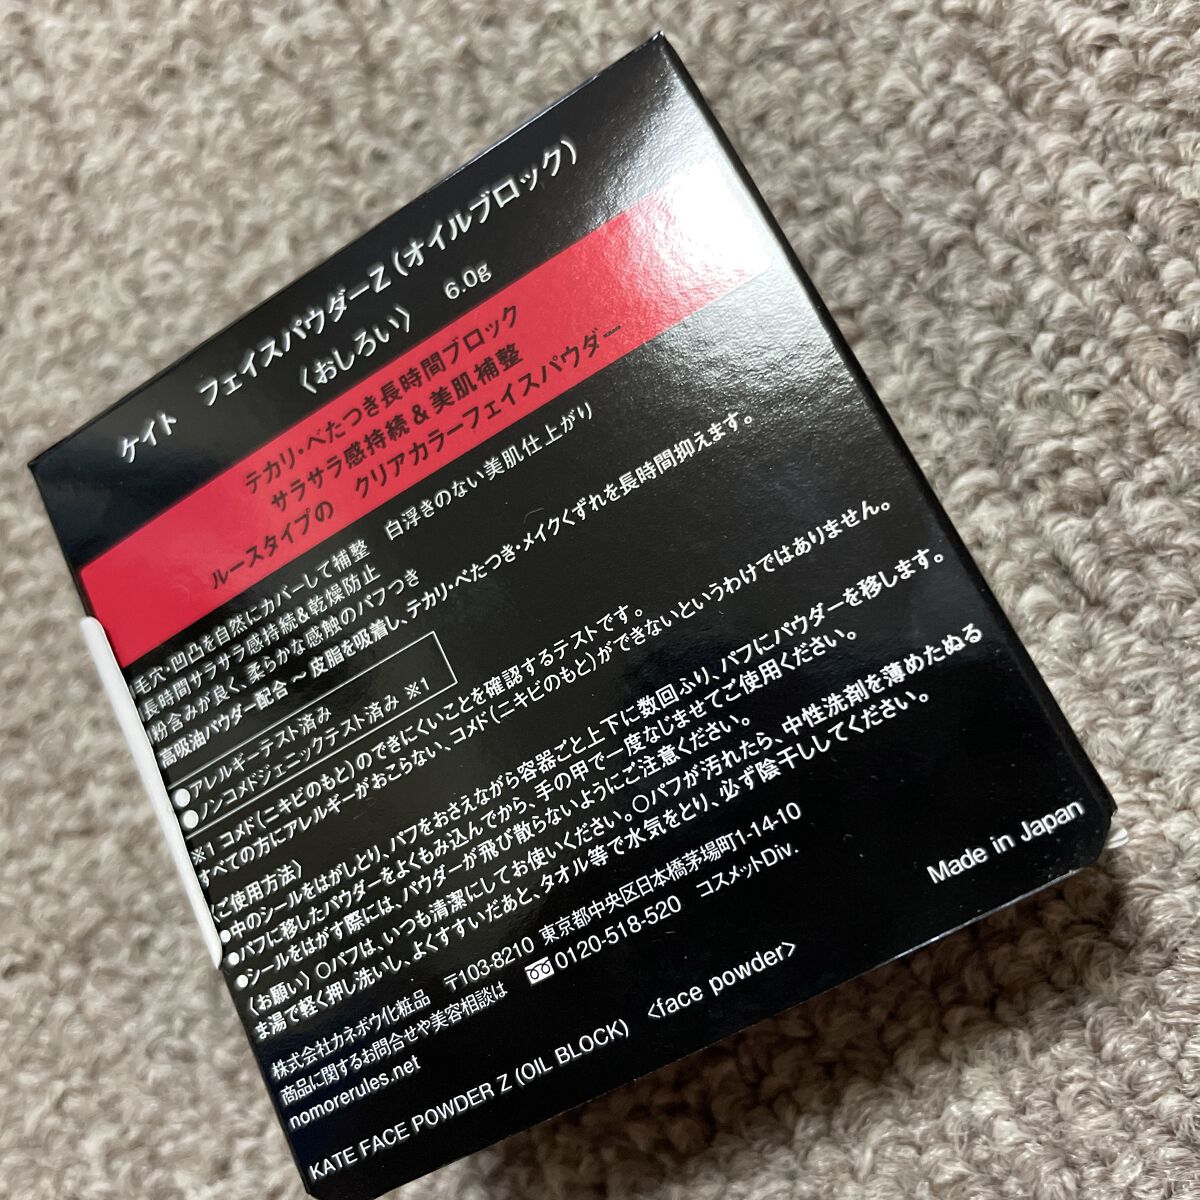 ケイト　フェイスパウダーZ(オイルブロック)
〈おしろい〉　6.0g
テカリ・べたつき長時間ブロック
サラサラ感持続&美肌補整
ルースタイプの　クリアカラーフェイスパウダー
毛穴・凹凸を自然にカバーして補整　白浮きのない美肌仕上がり
長時間サラサラ感持続&乾燥防止
粉含みが良く、柔らかな感触のパフつき
高吸油パウダー配合～皮脂を吸着し、テカリ・べたつき・メイクくずれを長時間抑えます。
●アレルギーテスト済み
●ノンコメドジェニックテスト済み ※1
※1 コメド(ニキビのもと)のできにくいことを確認するテストです。
すべての方にアレルギーがおこらない、コメド(ニキビのもと)ができないというわけではありません。
〈ご使用方法〉
●中のシールをはがしとり、パフをおさえながら容器ごと上下に数回ふり、パフにパウダーを移します。
●パフに移したパウダーをよくもみ込んでから、手の甲で一度なじませてご使用ください。
●シールをはがす際には、パウダーが飛び散らないようにご注意ください。
〈お願い〉○パフは、いつも清潔にしてお使いください。○パフが汚れたら、中性洗剤を薄めたぬる
ま湯で軽く押し洗いし、よくすすいだあと、タオル等で水気をとり、必ず陰干ししてください。
株式会社カネボウ化粧品　〒103-8210 東京都中央区日本橋茅場町1-14-10
商品に関するお問合せや美容相談は　0120-518-520　コスメットDiv.
nomorerules.net
Made in Japan
KATE FACE POWDER Z (OIL BLOCK)　<face powder>